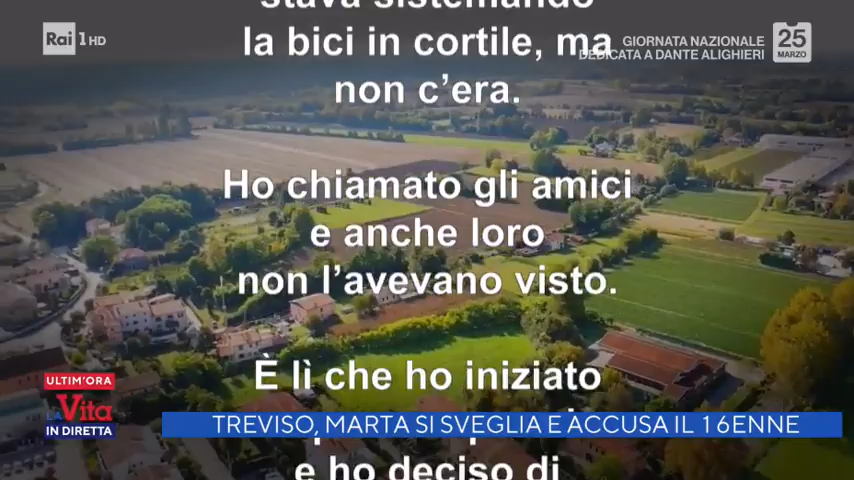 stava sistemando
la bici in cortile, ma
non c'era.
Ho chiamato gli amici
e anche loro
non l'avevano visto.
È lì che ho iniziato
e ho deciso di
Rai 1 HD
GIORNATA NAZIONALE
DEDICATA A DANTE ALIGHIERI
25
MARZO
ULTIM'ORA
LA Vita
IN DIRETTA
TREVISO, MARTA SI SVEGLIA E ACCUSA IL 16ENNE